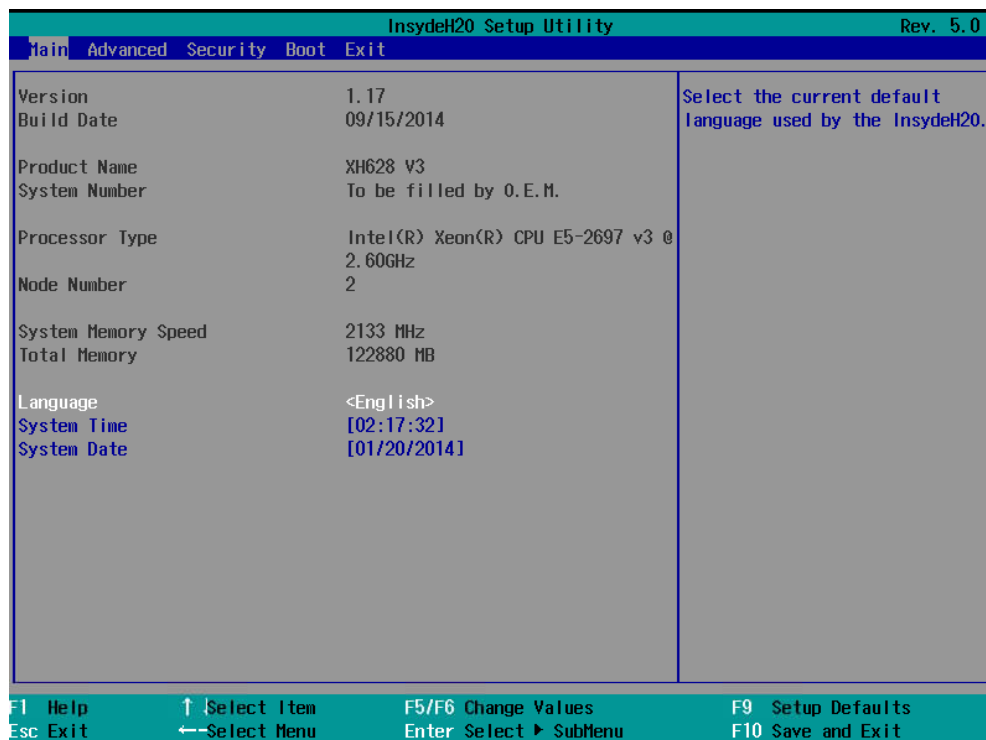 InsydeH20 Setup Utility Rev. 5.0
Main Advanced Security Boot Exit
Version 1.17
Build Date 09/15/2014
Product Name XH628 V3
System Number To be filled by O.E.M.
Processor Type Intel(R) Xeon(R) CPU E5-2697 v3 @
2.60GHz
Node Number 2
System Memory Speed 2133 MHz
Total Memory 122880 MB
Language <English>
System Time [02:17:32]
System Date [01/20/2014]
Select the current default
language used by the InsydeH20.
F1 Help ↑ ↓Select Item F5/F6 Change Values F9 Setup Defaults
Esc Exit ←→Select Menu Enter Select ▶ SubMenu F10 Save and Exit